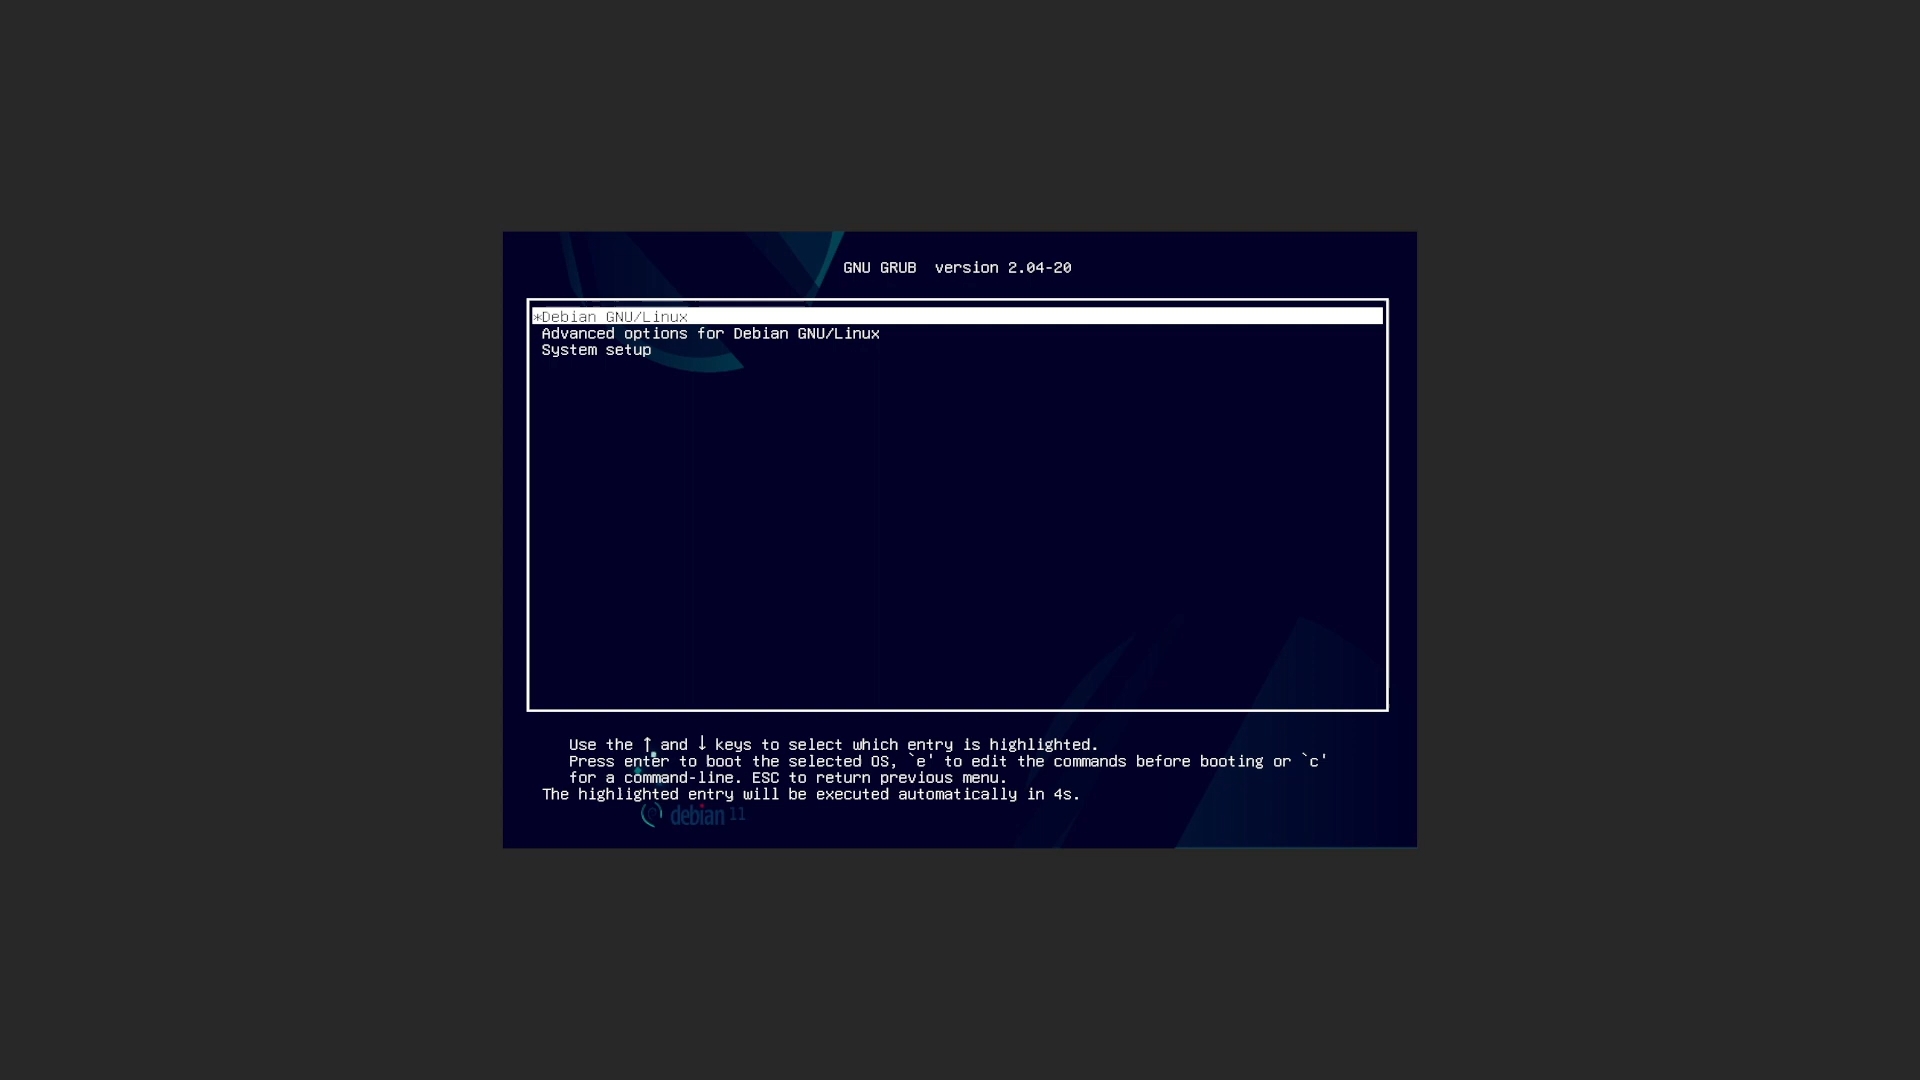 GNU GRUB  version 2.04-20
*Debian GNU/Linux
Advanced options for Debian GNU/Linux
System setup
Use the ↑ and ↓ keys to select which entry is highlighted.
Press enter to boot the selected OS, `e' to edit the commands before booting or `c'
for a command-line. ESC to return previous menu.
The highlighted entry will be executed automatically in 4s.
debian 11